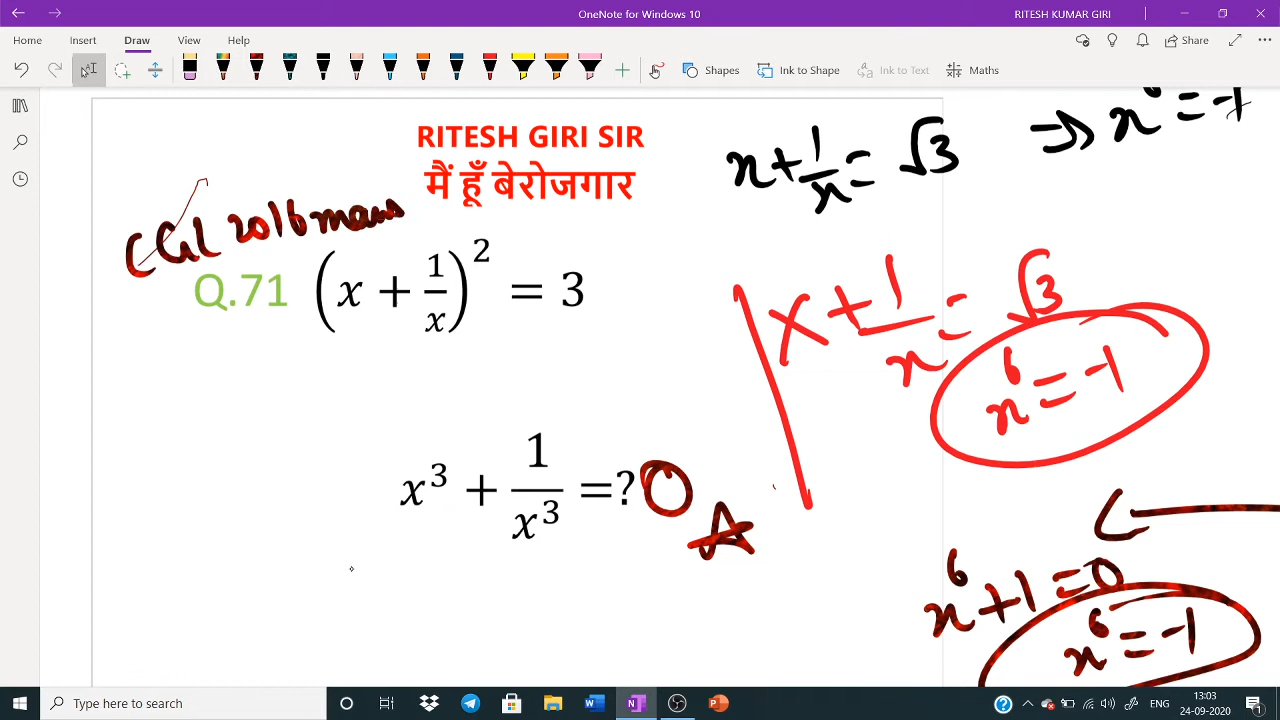 OneNote for Windows 10
RITESH KUMAR GIRI
Home Insert Draw View Help
Share
Shapes Ink to Shape Ink to Text Maths
RITESH GIRI SIR
मैं हूँ बेरोजगार
x + 1/x = √3 → x⁶ = -1
CGL 2016 mans
Q.71 (x + 1/x)² = 3
x + 1/x = √3
x⁶ = -1
x³ + 1/x³ =? 0 A
x⁶ + 1 = 0
x⁶ = -1
Type here to search
ENG
13:03
24-09-2020